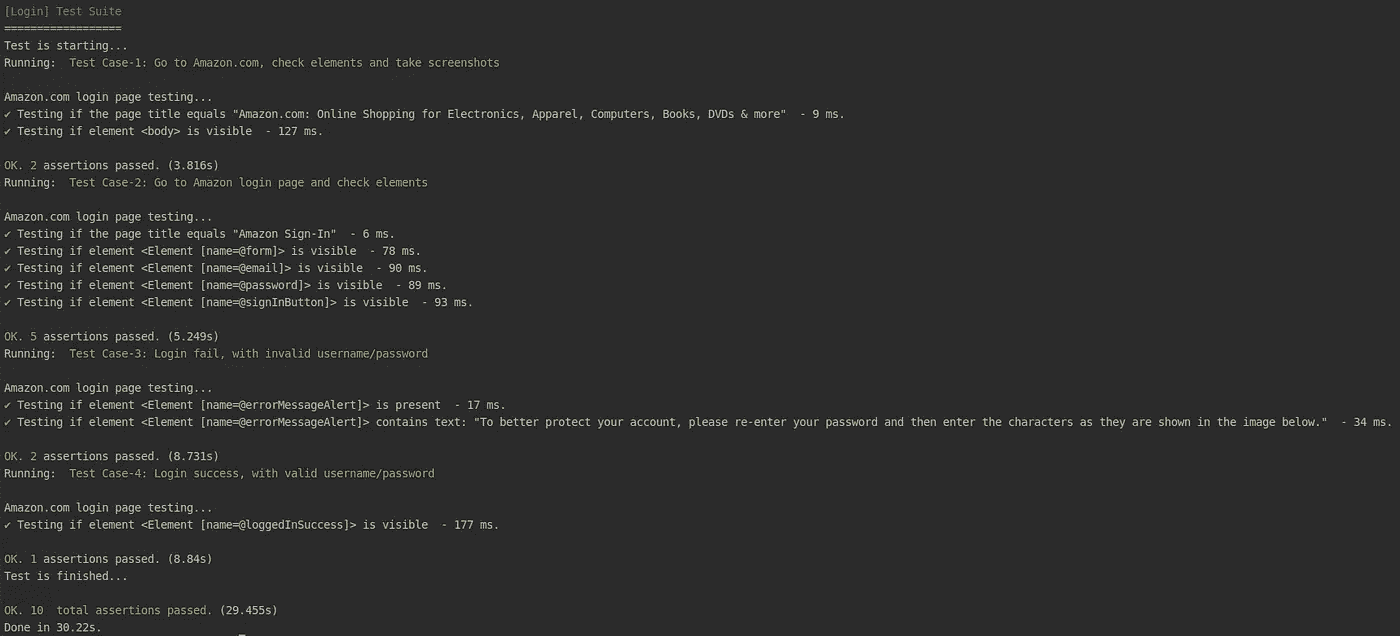 [Login] Test Suite
==================
Test is starting...
Running:  Test Case-1: Go to Amazon.com, check elements and take screenshots
Amazon.com login page testing...
✔ Testing if the page title equals "Amazon.com: Online Shopping for Electronics, Apparel, Computers, Books, DVDs & more"  - 9 ms.
✔ Testing if element <body> is visible  - 127 ms.
OK. 2 assertions passed. (3.816s)
Running:  Test Case-2: Go to Amazon login page and check elements
Amazon.com login page testing...
✔ Testing if the page title equals "Amazon Sign-In"  - 6 ms.
✔ Testing if element <Element [name=@form]> is visible  - 78 ms.
✔ Testing if element <Element [name=@email]> is visible  - 90 ms.
✔ Testing if element <Element [name=@password]> is visible  - 89 ms.
✔ Testing if element <Element [name=@signInButton]> is visible  - 93 ms.
OK. 5 assertions passed. (5.249s)
Running:  Test Case-3: Login fail, with invalid username/password
Amazon.com login page testing...
✔ Testing if element <Element [name=@errorMessageAlert]> is present  - 17 ms.
✔ Testing if element <Element [name=@errorMessageAlert]> contains text: "To better protect your account, please re-enter your password and then enter the characters as they are shown in the image below."  - 34 ms.
OK. 2 assertions passed. (8.731s)
Running:  Test Case-4: Login success, with valid username/password
Amazon.com login page testing...
✔ Testing if element <Element [name=@loggedInSuccess]> is visible  - 177 ms.
OK. 1 assertions passed. (8.84s)
Test is finished...
OK. 10  total assertions passed. (29.455s)
Done in 30.22s.